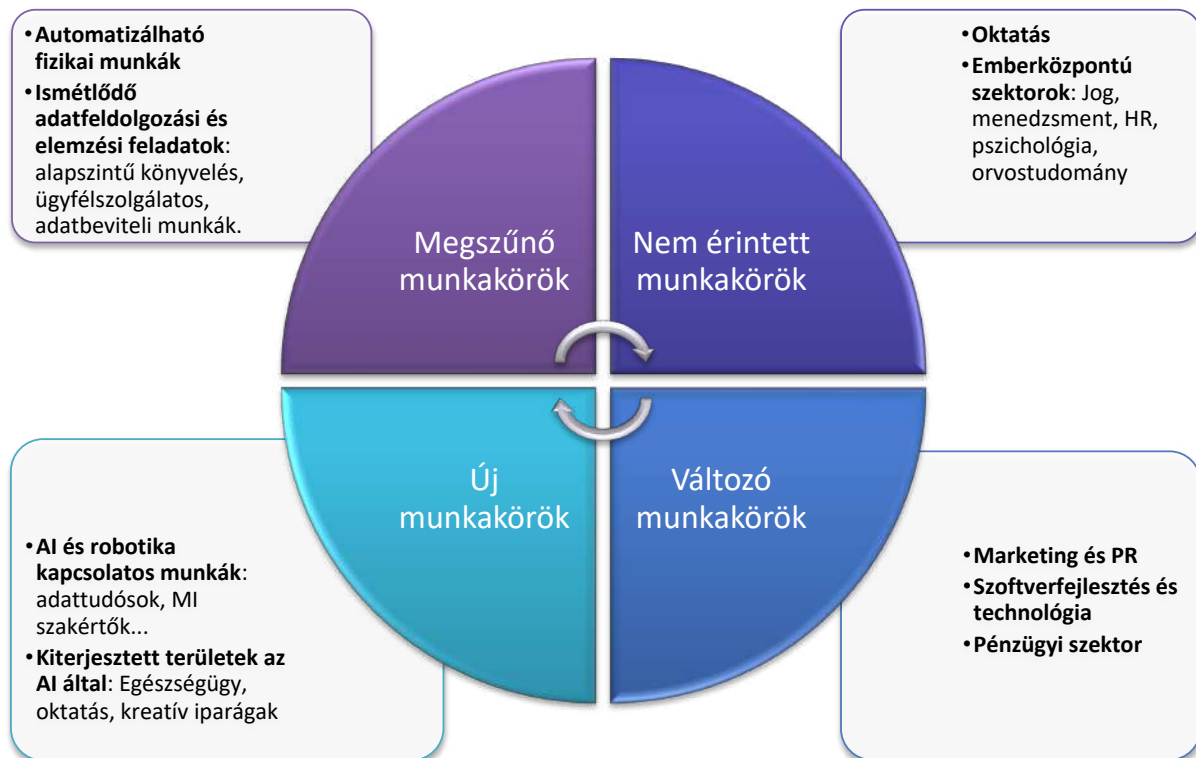 •Automatizálható
fizikai munkák
•Ismétlődő
adatfeldolgozási és
elemzési feladatok:
alapszintű könyvelés,
ügyfélszolgálatos,
adatbeviteli munkák.
•Oktatás
•Emberközpontú
szektorok: Jog,
menedzsment, HR,
pszichológia,
orvostudomány
Megszűnő
munkakörök
Nem érintett
munkakörök
Új
munkakörök
Változó
munkakörök
•AI és robotika
kapcsolatos munkák:
adattudósok, MI
szakértők...
•Kiterjesztett területek az
AI által: Egészségügy,
oktatás, kreatív iparágak
•Marketing és PR
•Szoftverfejlesztés és
technológia
•Pénzügyi szektor